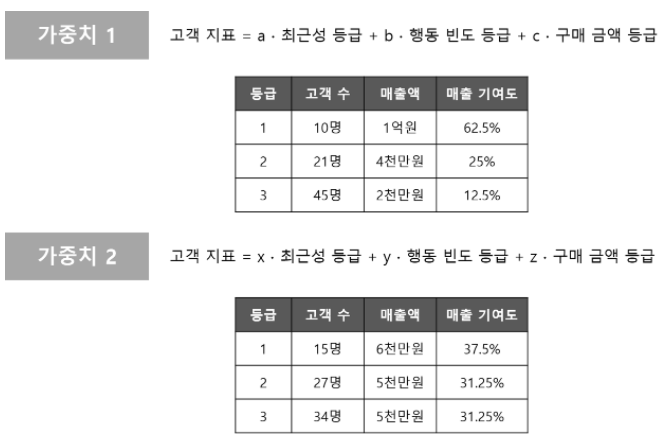 가중치 1 고객 지표 = a · 최근성 등급 + b · 행동 빈도 등급 + c · 구매 금액 등급
등급 고객 수 매출액 매출 기여도
1 10명 1억원 62.5%
2 21명 4천만원 25%
3 45명 2천만원 12.5%
가중치 2 고객 지표 = x · 최근성 등급 + y · 행동 빈도 등급 + z · 구매 금액 등급
등급 고객 수 매출액 매출 기여도
1 15명 6천만원 37.5%
2 27명 5천만원 31.25%
3 34명 5천만원 31.25%